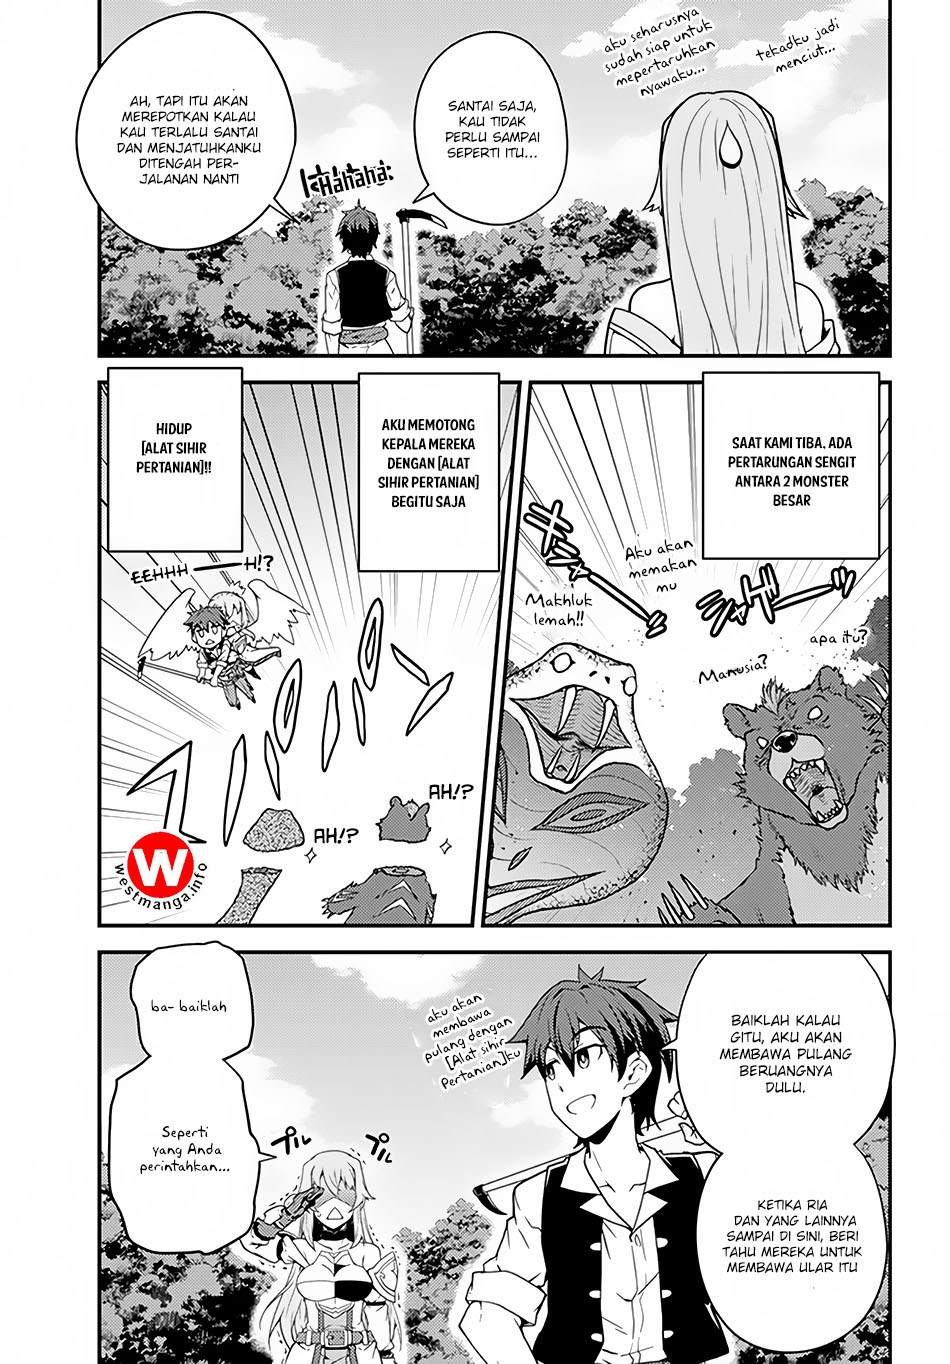 tekadku jadi
menciut...
aku seharusnya
sudah siap untuk
mepertaruhkan
nyawaku...
SANTAI SAJA,
KAU TIDAK
PERLU SAMPAI
SEPERTI ITU...
Hahaha
AH, TAPI ITU AKAN
MEREPOTKAN KALAU
KAU TERLALU SANTAI
DAN MENJATUHKANKU
DITENGAH PER-
JALANAN NANTI
SAAT KAMI TIBA, ADA
PERTARUNGAN SENGIT
ANTARA 2 MONSTER
BESAR
apa itu?
Manusia?
Aku akan
memakan
mu
Makhluk
lemah!!
AKU MEMOTONG
KEPALA MEREKA
DENGAN [ALAT
SIHIR PERTANIAN]
BEGITU SAJA
HIDUP
[ALAT SIHIR
PERTANIAN]!!
EEHHH — H!?
AH!?
AH!?
W
westmanga.info
BAIKLAH KALAU
GITU, AKU AKAN
MEMBAWA PULANG
BERUANGNYA
DULU.
KETIKA RIA
DAN YANG LAINNYA
SAMPAI DI SINI, BERI
TAHU MEREKA UNTUK
MEMBAWA ULAR ITU
aku akan
membawa
pulang dengan
[Alat sihir
Pertanian]ku
プル
プル
ba- baiklah
Seperti
yang Anda
perintahkan...